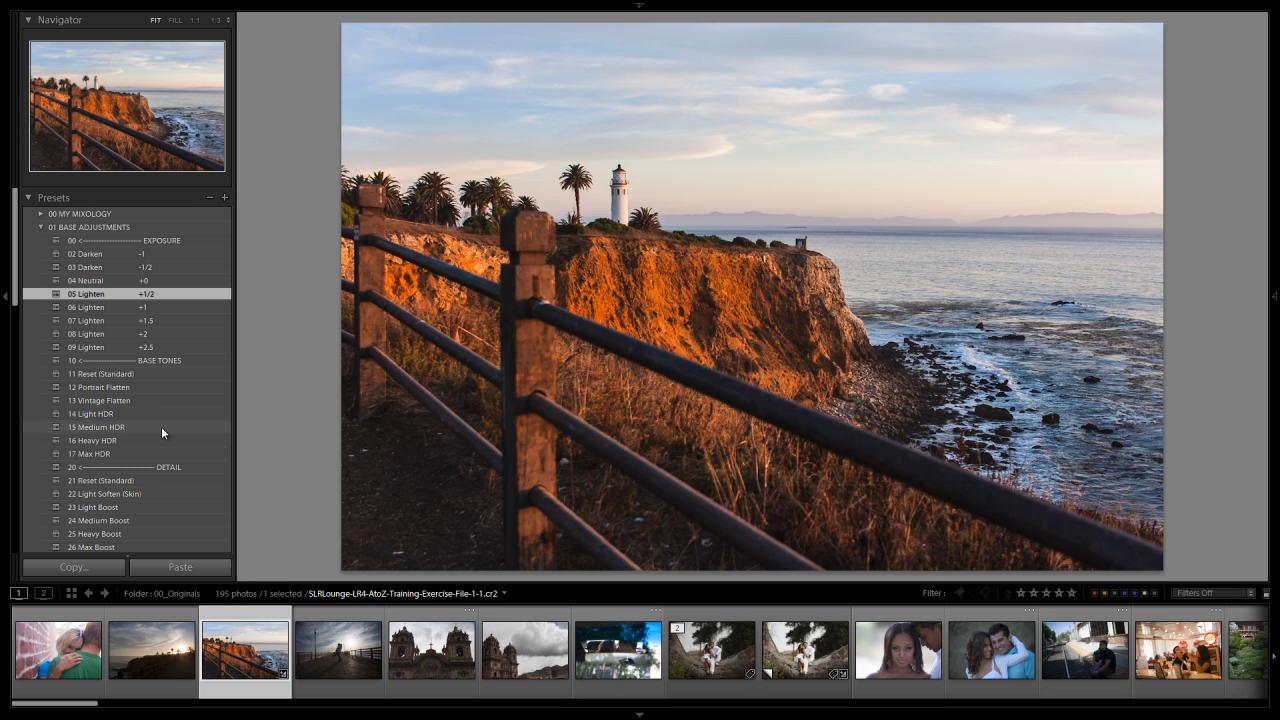 Navigator FIT FILL 1:1 1:3
Presets − +
00 MY MIXOLOGY
01 BASE ADJUSTMENTS
00 <-------------------- EXPOSURE
02 Darken -1
03 Darken -1/2
04 Neutral +0
05 Lighten +1/2
06 Lighten +1
07 Lighten +1.5
08 Lighten +2
09 Lighten +2.5
10 <------------------ BASE TONES
11 Reset (Standard)
12 Portrait Flatten
13 Vintage Flatten
14 Light HDR
15 Medium HDR
16 Heavy HDR
17 Max HDR
20 <------------------------ DETAIL
21 Reset (Standard)
22 Light Soften (Skin)
23 Light Boost
24 Medium Boost
25 Heavy Boost
26 Max Boost
Copy... Paste
1 2 Folder : 00_Originals 195 photos /1 selected /SLRLounge-LR4-AtoZ-Training-Exercise-File-1-1.cr2 Filter : Filters Off
2